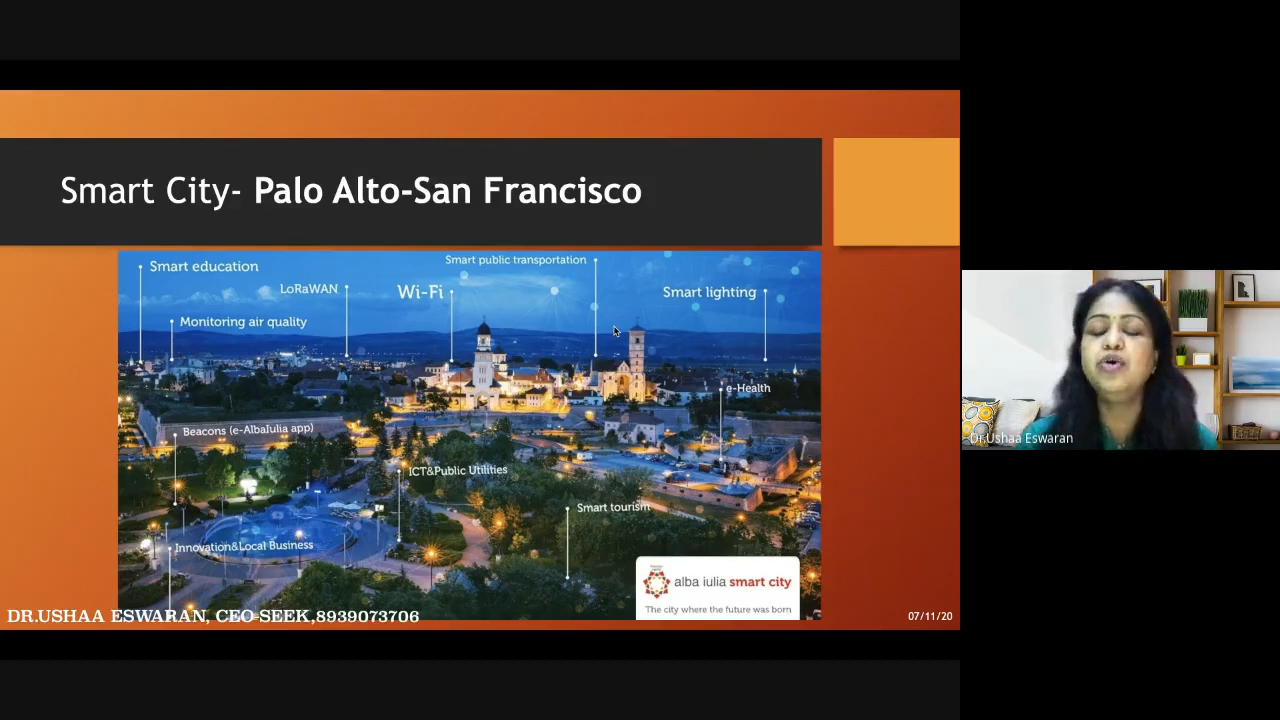 Smart City- Palo Alto-San Francisco
Smart education
Smart public transportation
LoRaWAN
Wi-Fi
Smart lighting
Monitoring air quality
e-Health
Beacons (e-AlbaIulia app)
ICT&Public Utilities
Smart tourism
Innovation&Local Business
alba iulia smart city
The city where the future was born
DR.USHAA ESWARAN, CEO-SEEK,8939073706
07/11/20
Dr.Ushaa Eswaran